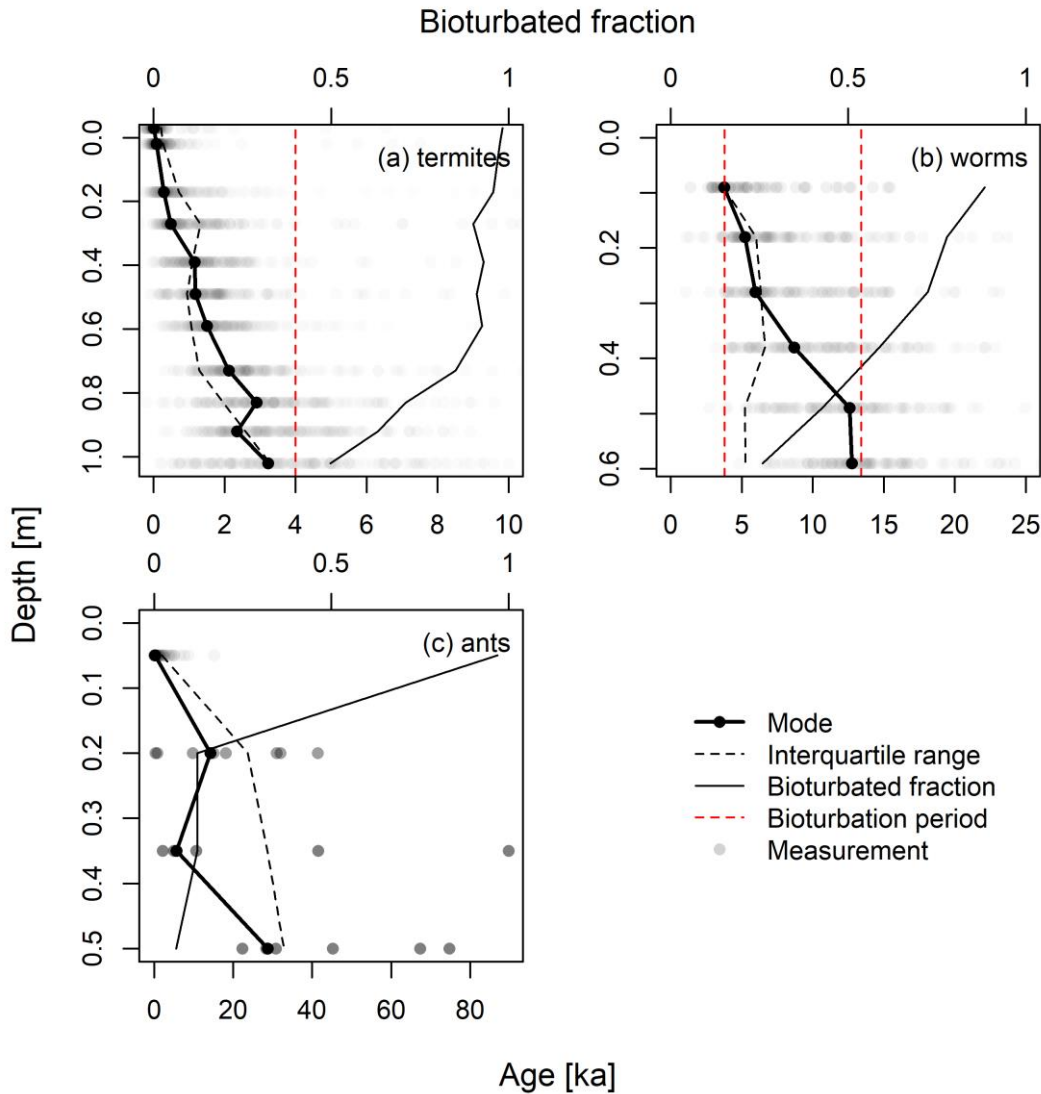 Bioturbated fraction
0 0.5 1
0 0.5 1
(a) termites
(b) worms
0.0 0.2 0.4 0.6 0.8 1.0
0.0 0.2 0.4 0.6
0 2 4 6 8 10
0 5 10 15 20 25
Depth [m]
0 0.5 1
(c) ants
0.0 0.1 0.2 0.3 0.4 0.5
0 20 40 60 80
Mode
Interquartile range
Bioturbated fraction
Bioturbation period
Measurement
Age [ka]